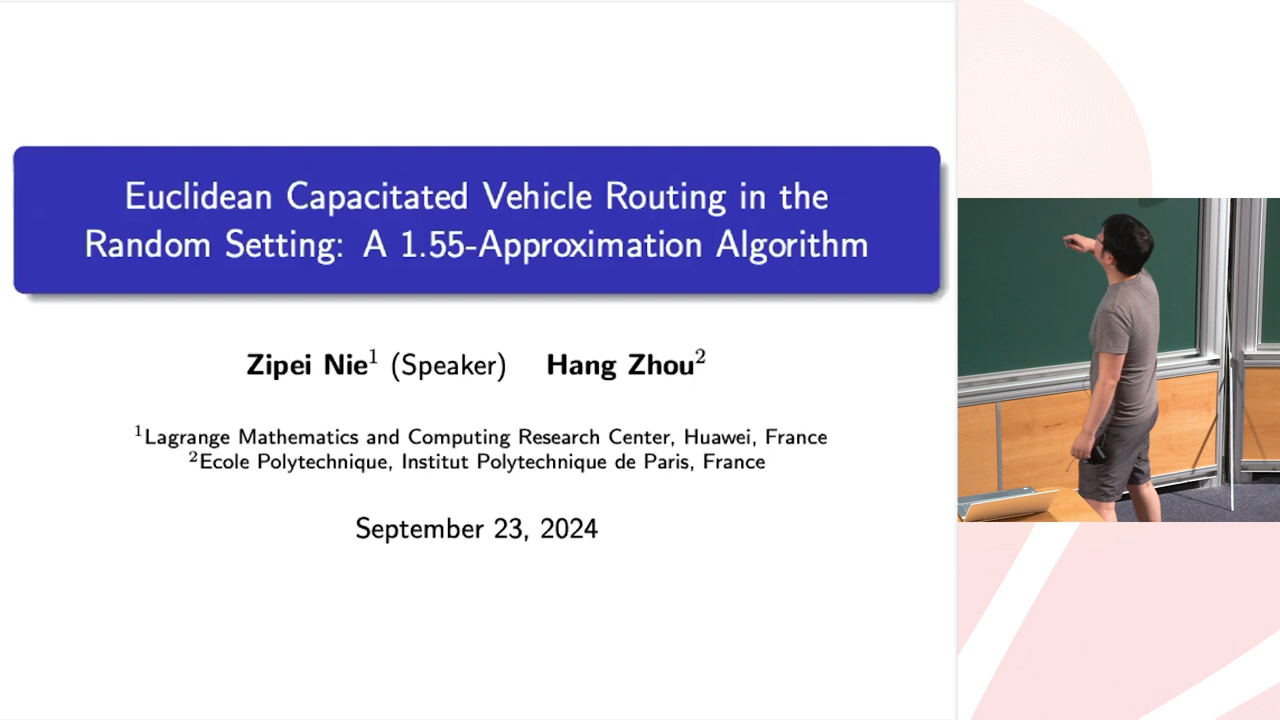 Euclidean Capacitated Vehicle Routing in the
Random Setting: A 1.55-Approximation Algorithm
Zipei Nie¹ (Speaker) Hang Zhou²
¹Lagrange Mathematics and Computing Research Center, Huawei, France
²Ecole Polytechnique, Institut Polytechnique de Paris, France
September 23, 2024